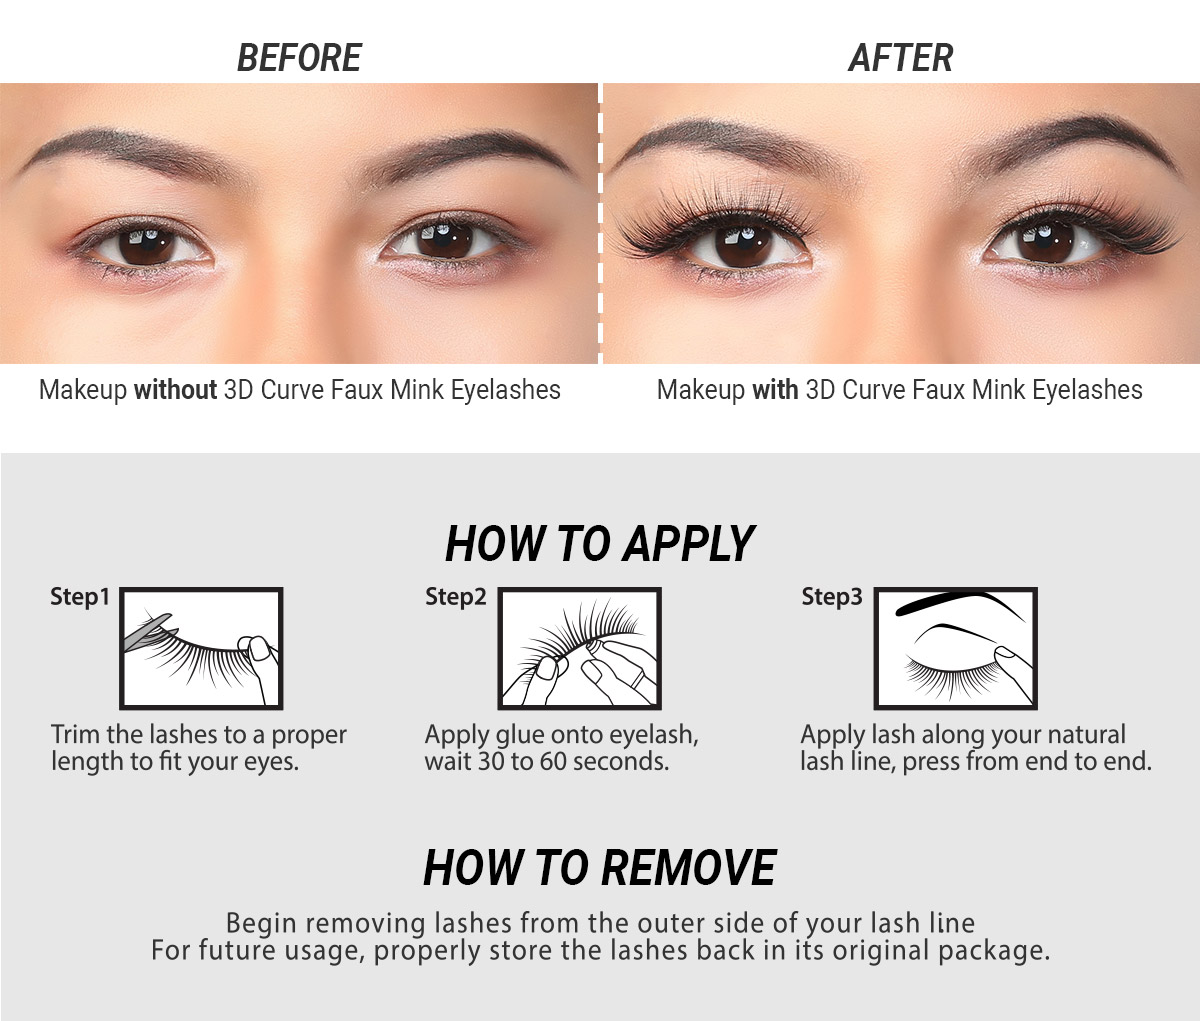 BEFORE
AFTER
Makeup without 3D Curve Faux Mink Eyelashes
Makeup with 3D Curve Faux Mink Eyelashes
HOW TO APPLY
Step1
Trim the lashes to a proper
length to fit your eyes.
Step2
Apply glue onto eyelash,
wait 30 to 60 seconds.
Step3
Apply lash along your natural
lash line, press from end to end.
HOW TO REMOVE
Begin removing lashes from the outer side of your lash line
For future usage, properly store the lashes back in its original package.